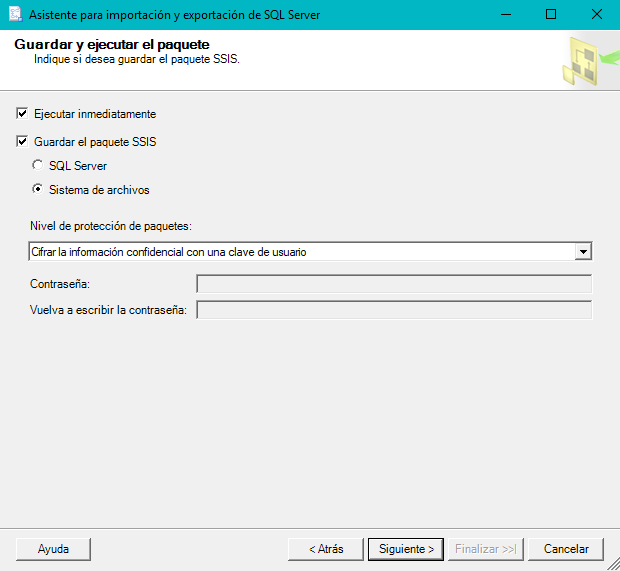 Asistente para importación y exportación de SQL Server
Guardar y ejecutar el paquete
Indique si desea guardar el paquete SSIS.
Ejecutar inmediatamente
Guardar el paquete SSIS
SQL Server
Sistema de archivos
Nivel de protección de paquetes:
Cifrar la información confidencial con una clave de usuario
Contraseña:
Vuelva a escribir la contraseña:
Ayuda
< Atrás
Siguiente >
Finalizar >>|
Cancelar